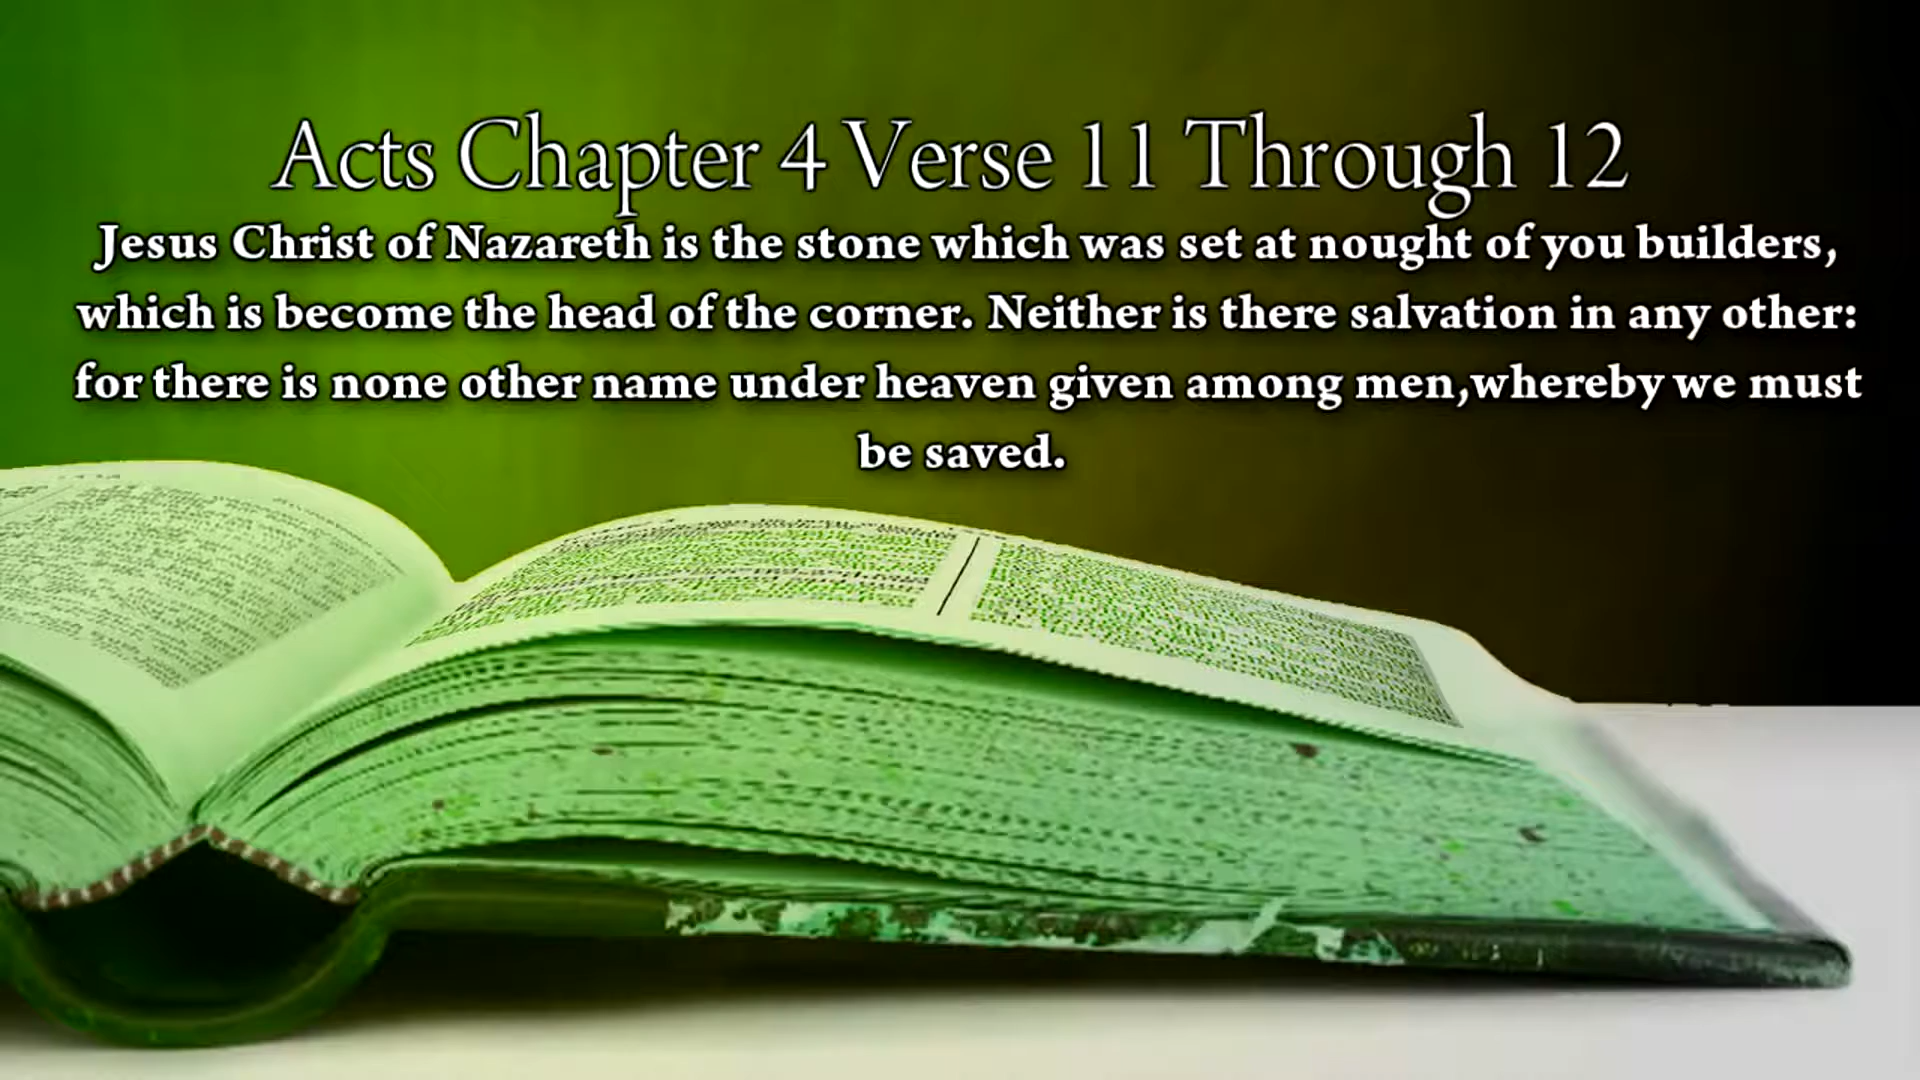 Acts Chapter 4 Verse 11 Through 12
Jesus Christ of Nazareth is the stone which was set at nought of you builders,
which is become the head of the corner. Neither is there salvation in any other:
for there is none other name under heaven given among men,whereby we must
be saved.